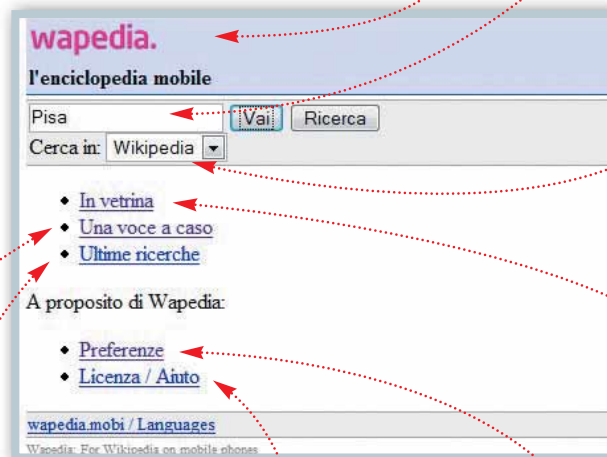 wapedia.
l'enciclopedia mobile
Pisa Vai Ricerca
Cerca in: Wikipedia
In vetrina
Una voce a caso
Ultime ricerche
A proposito di Wapedia:
Preferenze
Licenza / Aiuto
wapedia.mobi / Languages
Wapedia: For Wikipedia on mobile phones